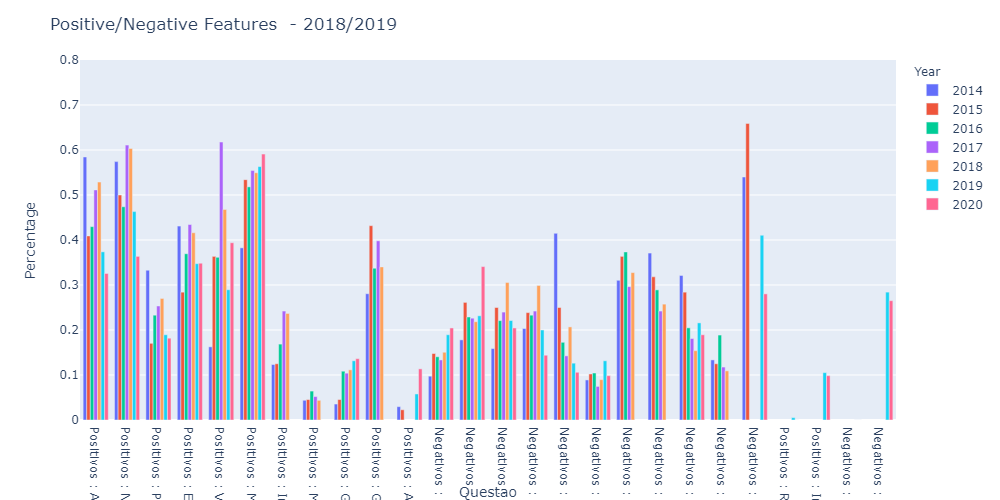 Positive/Negative Features - 2018/2019
0.8
0.7
0.6
0.5
0.4
0.3
0.2
0.1
0
Percentage
Positivos : A
Positivos : N
Positivos : P
Positivos : E
Positivos : V
Positivos : M
Positivos : In
Positivos : M
Positivos : G
Positivos : G
Positivos : A
Negativos :
Negativos :
Negativos :
Negativos :
Negativos :
Negativos :
Negativos :
Negativos :
Negativos :
Negativos :
Negativos :
Positivos : R
Positivos : In
Negativos :
Negativos :
Questao
Year
2014
2015
2016
2017
2018
2019
2020